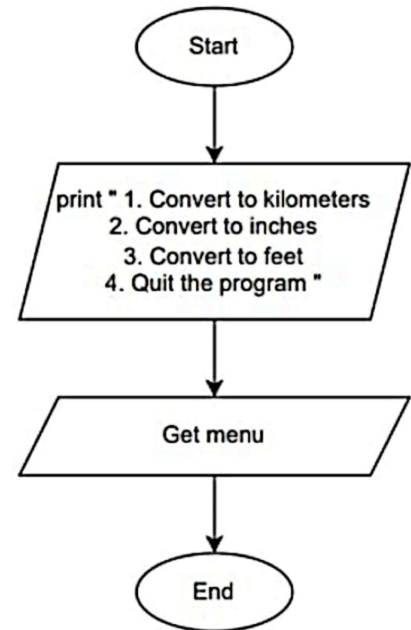 Start
print " 1. Convert to kilometers
2. Convert to inches
3. Convert to feet
4. Quit the program "
Get menu
End